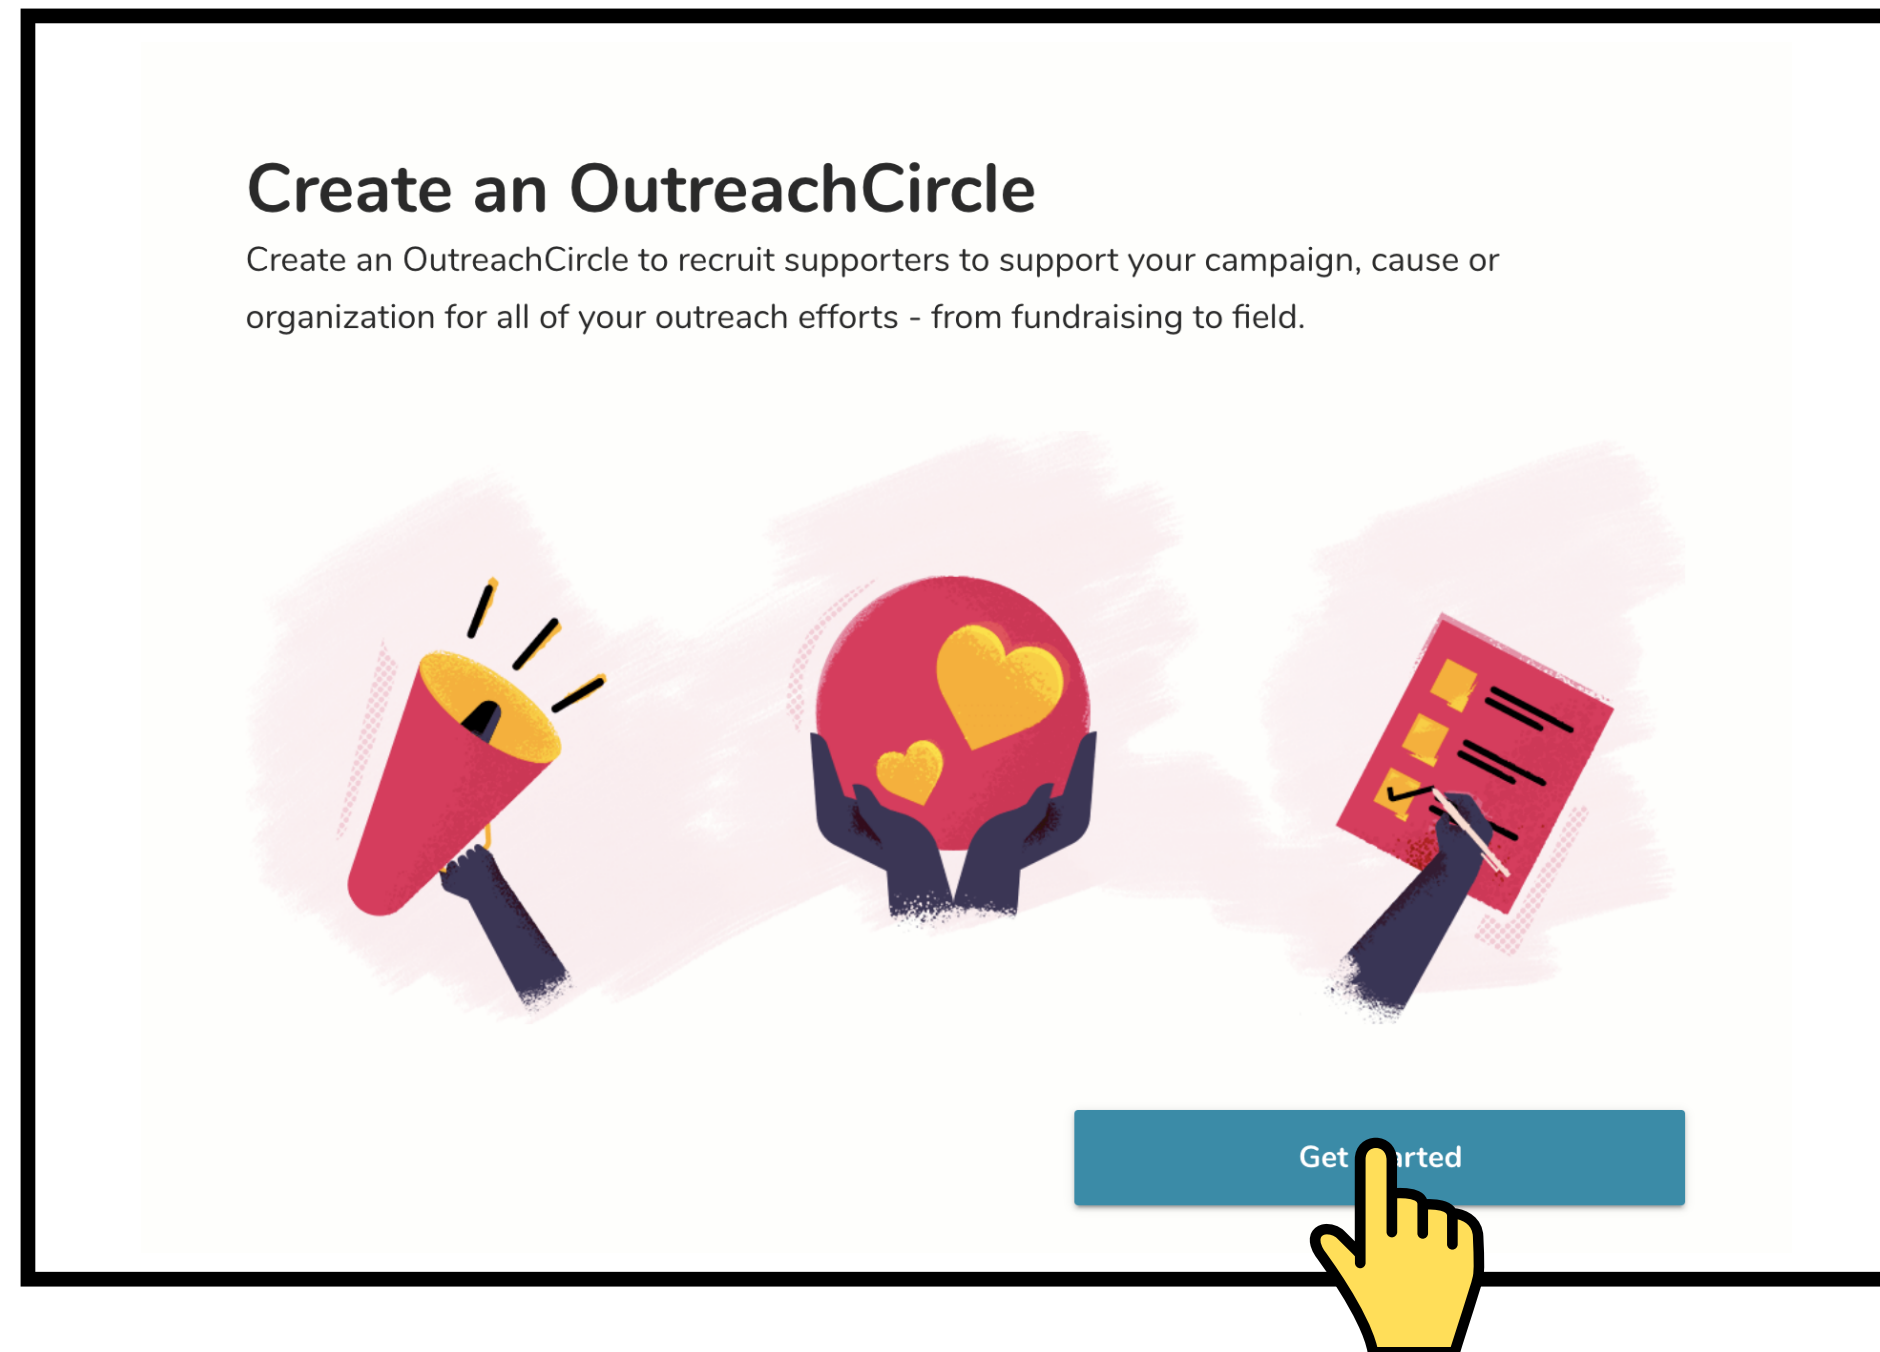 Create an OutreachCircle
Create an OutreachCircle to recruit supporters to support your campaign, cause or
organization for all of your outreach efforts - from fundraising to field.
Get